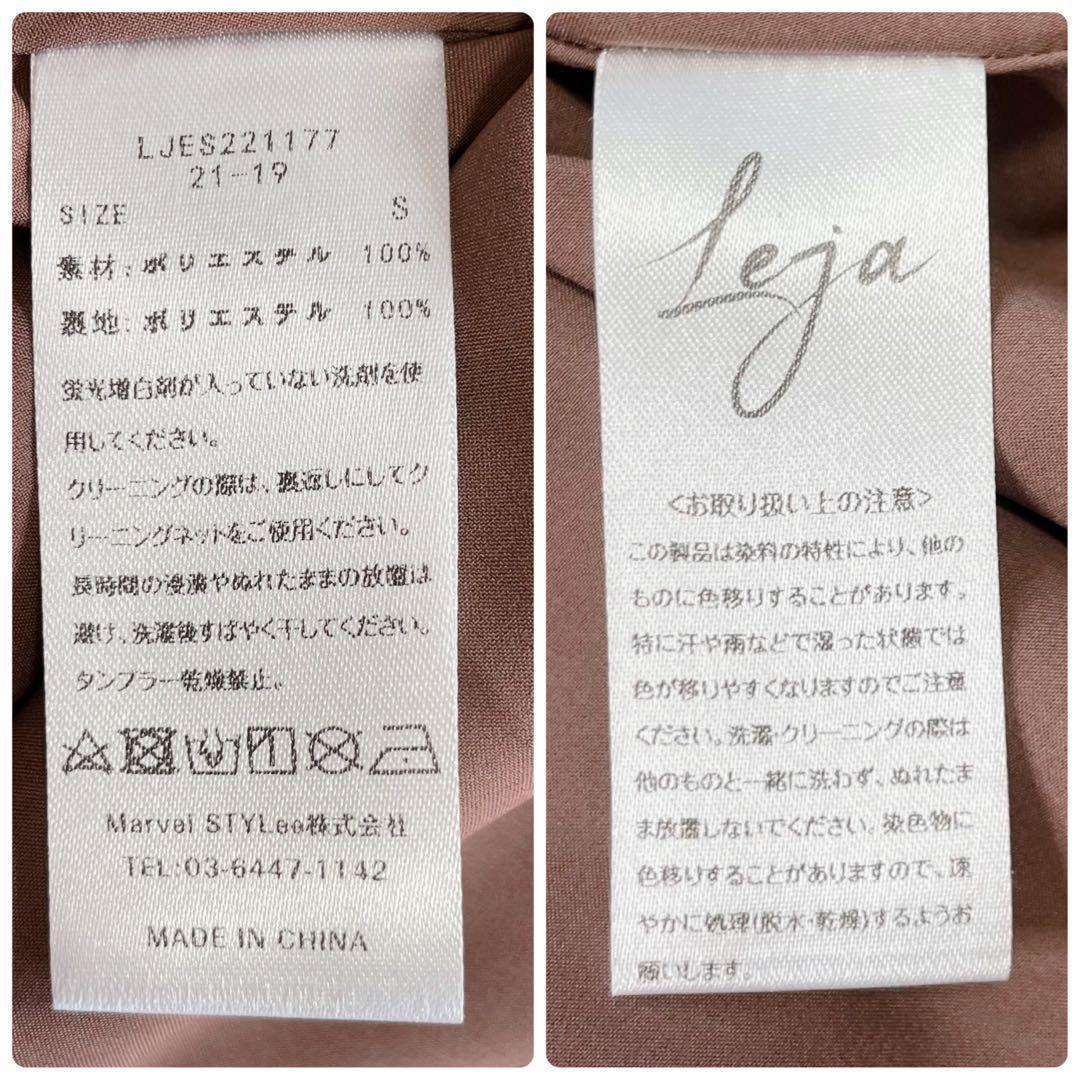 LJES221177
21-19
SIZE S
素材:ポリエステル 100%
裏地:ポリエステル 100%
蛍光増白剤が入っていない洗剤を使
用してください。
クリーニングの際は、裏返しにしてク
リーニングネットをご使用ください。
長時間の浸漬やぬれたままの放置は
避け、洗濯後すばやく干してください。
タンブラー乾燥禁止。
Marvel STYLee株式会社
TEL:03-6447-1142
MADE IN CHINA
Leja
<お取り扱い上の注意>
この製品は染料の特性により、他の
ものに色移りすることがあります。
特に汗や雨などで湿った状態では
色が移りやすくなりますのでご注意
ください。洗濯・クリーニングの際は
他のものと一緒に洗わず、ぬれたま
ま放置しないでください。染色物に
色移りすることがありますので、速
やかに処理(脱水・乾燥)するようお
願いします。